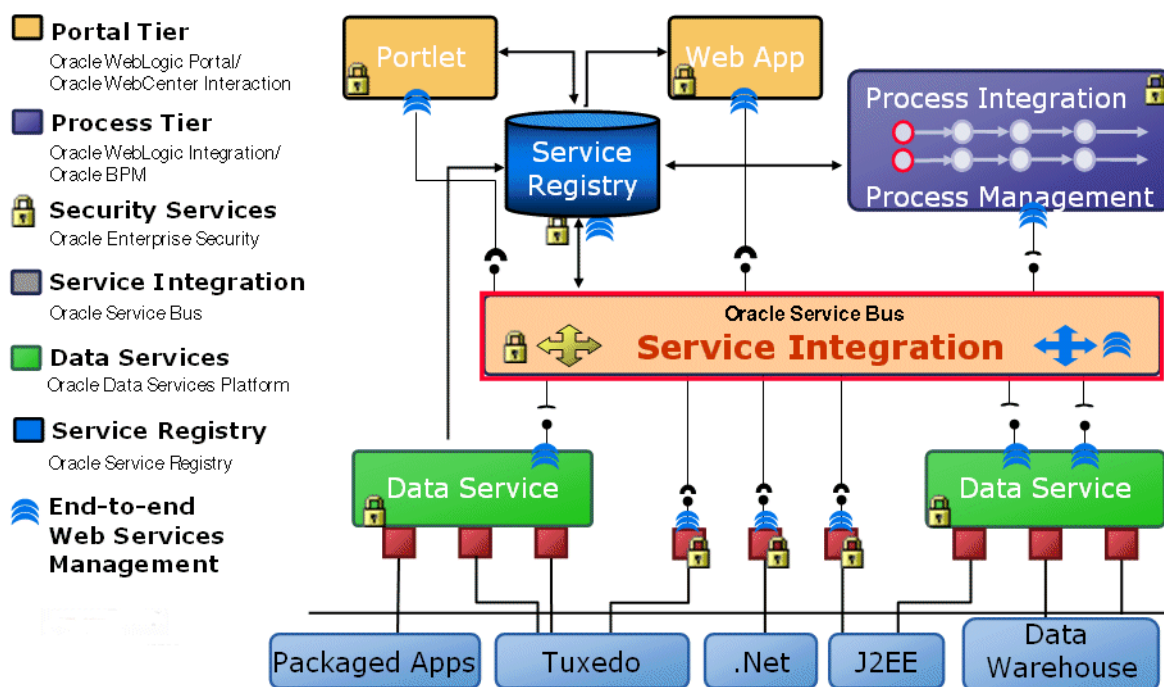 Portal Tier
Oracle WebLogic Portal/
Oracle WebCenter Interaction
Process Tier
Oracle WebLogic Integration/
Oracle BPM
Security Services
Oracle Enterprise Security
Service Integration
Oracle Service Bus
Data Services
Oracle Data Services Platform
Service Registry
Oracle Service Registry
End-to-end
Web Services
Management
Portlet
Web App
Process Integration
Process Management
Service
Registry
Oracle Service Bus
Service Integration
Data Service
Data Service
Packaged Apps
Tuxedo
.Net
J2EE
Data
Warehouse